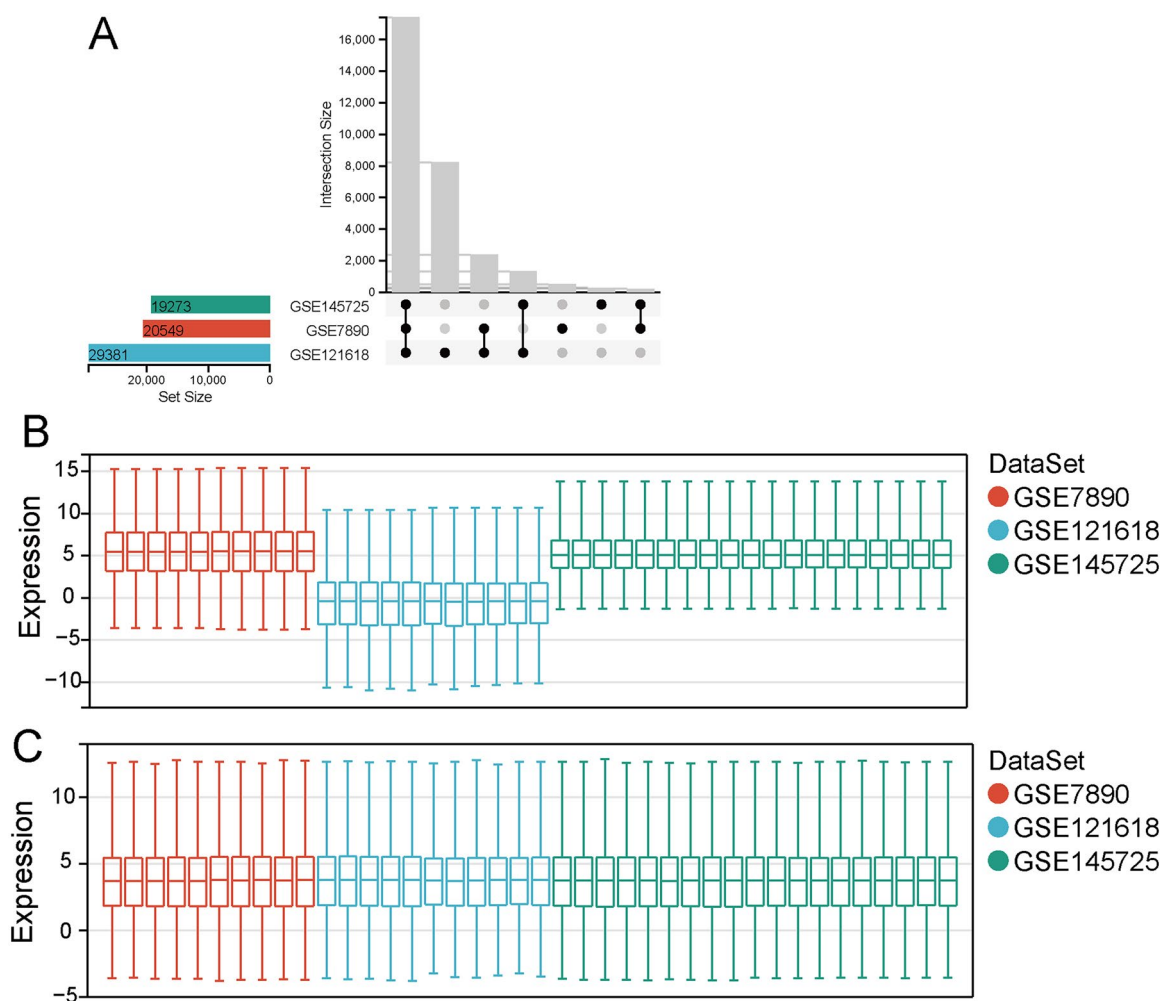 A
16,000
14,000
12,000
10,000
8,000
6,000
4,000
2,000
0
Intersection Size
19273 GSE145725
20549 GSE7890
29381 GSE121618
20,000 10,000 0
Set Size
B
15
10
5
0
−5
−10
Expression
DataSet
GSE7890
GSE121618
GSE145725
C
10
5
0
−5
Expression
DataSet
GSE7890
GSE121618
GSE145725